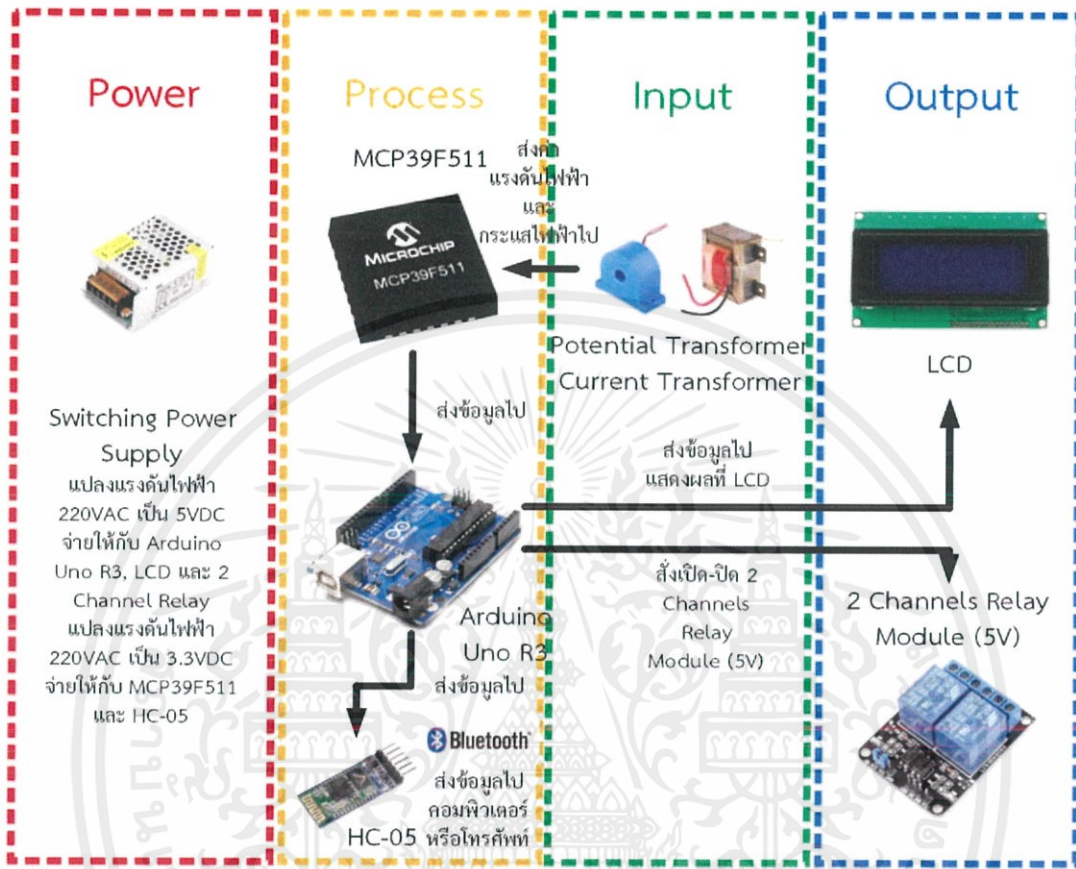 Power
Switching Power
Supply
แปลงแรงดันไฟฟ้า
220VAC เป็น 5VDC
จ่ายให้กับ Arduino
Uno R3, LCD และ 2
Channel Relay
แปลงแรงดันไฟฟ้า
220VAC เป็น 3.3VDC
จ่ายให้กับ MCP39F511
และ HC-05
Process
MCP39F511
MICROCHIP
MCP39F511
ส่งข้อมูลไป
Arduino
Uno R3
ส่งข้อมูลไป
Bluetooth
ส่งข้อมูลไป
คอมพิวเตอร์
หรือโทรศัพท์
HC-05
Input
ส่งค่า
แรงดันไฟฟ้า
และ
กระแสไฟฟ้าไป
Potential Transformer
Current Transformer
ส่งข้อมูลไป
แสดงผลที่ LCD
สั่งเปิด-ปิด 2
Channels
Relay
Module (5V)
Output
LCD
2 Channels Relay
Module (5V)